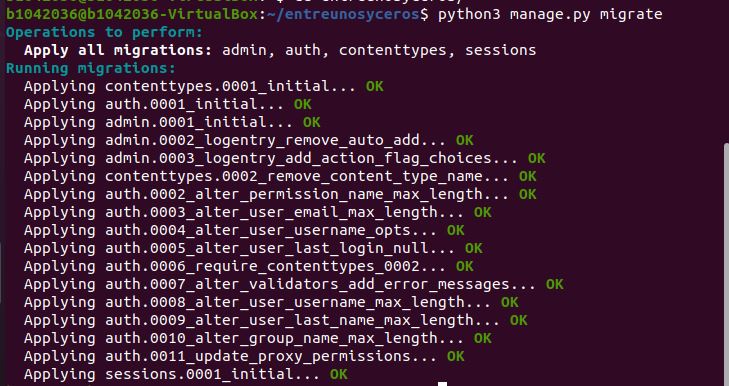 b1042036@b1042036-VirtualBox:~/entreunosyceros$ python3 manage.py migrate
Operations to perform:
  Apply all migrations: admin, auth, contenttypes, sessions
Running migrations:
  Applying contenttypes.0001_initial... OK
  Applying auth.0001_initial... OK
  Applying admin.0001_initial... OK
  Applying admin.0002_logentry_remove_auto_add... OK
  Applying admin.0003_logentry_add_action_flag_choices... OK
  Applying contenttypes.0002_remove_content_type_name... OK
  Applying auth.0002_alter_permission_name_max_length... OK
  Applying auth.0003_alter_user_email_max_length... OK
  Applying auth.0004_alter_user_username_opts... OK
  Applying auth.0005_alter_user_last_login_null... OK
  Applying auth.0006_require_contenttypes_0002... OK
  Applying auth.0007_alter_validators_add_error_messages... OK
  Applying auth.0008_alter_user_username_max_length... OK
  Applying auth.0009_alter_user_last_name_max_length... OK
  Applying auth.0010_alter_group_name_max_length... OK
  Applying auth.0011_update_proxy_permissions... OK
  Applying sessions.0001_initial... OK